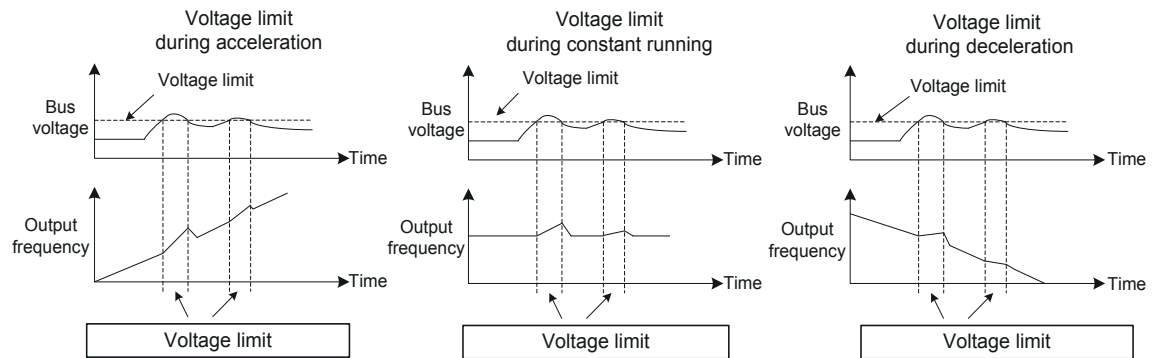 Voltage limit
during acceleration
Voltage limit
Bus
voltage
Time
Output
frequency
Time
Voltage limit
Voltage limit
during constant running
Voltage limit
Bus
voltage
Time
Output
frequency
Time
Voltage limit
Voltage limit
during deceleration
Voltage limit
Bus
voltage
Time
Output
frequency
Time
Voltage limit